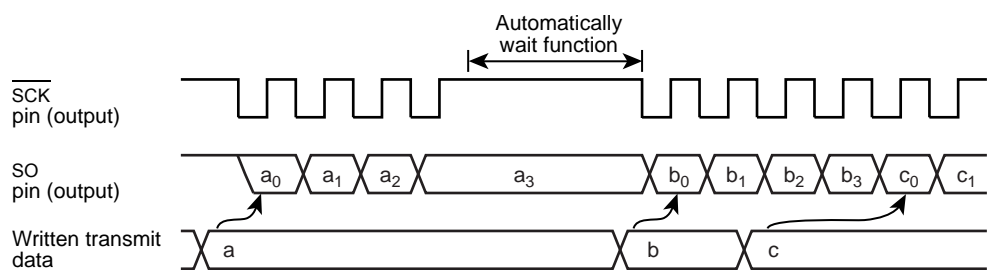 Automatically
wait function
SCK
pin (output)
SO
pin (output)
a0 a1 a2 a3 b0 b1 b2 b3 c0 c1
Written transmit
data
a b c